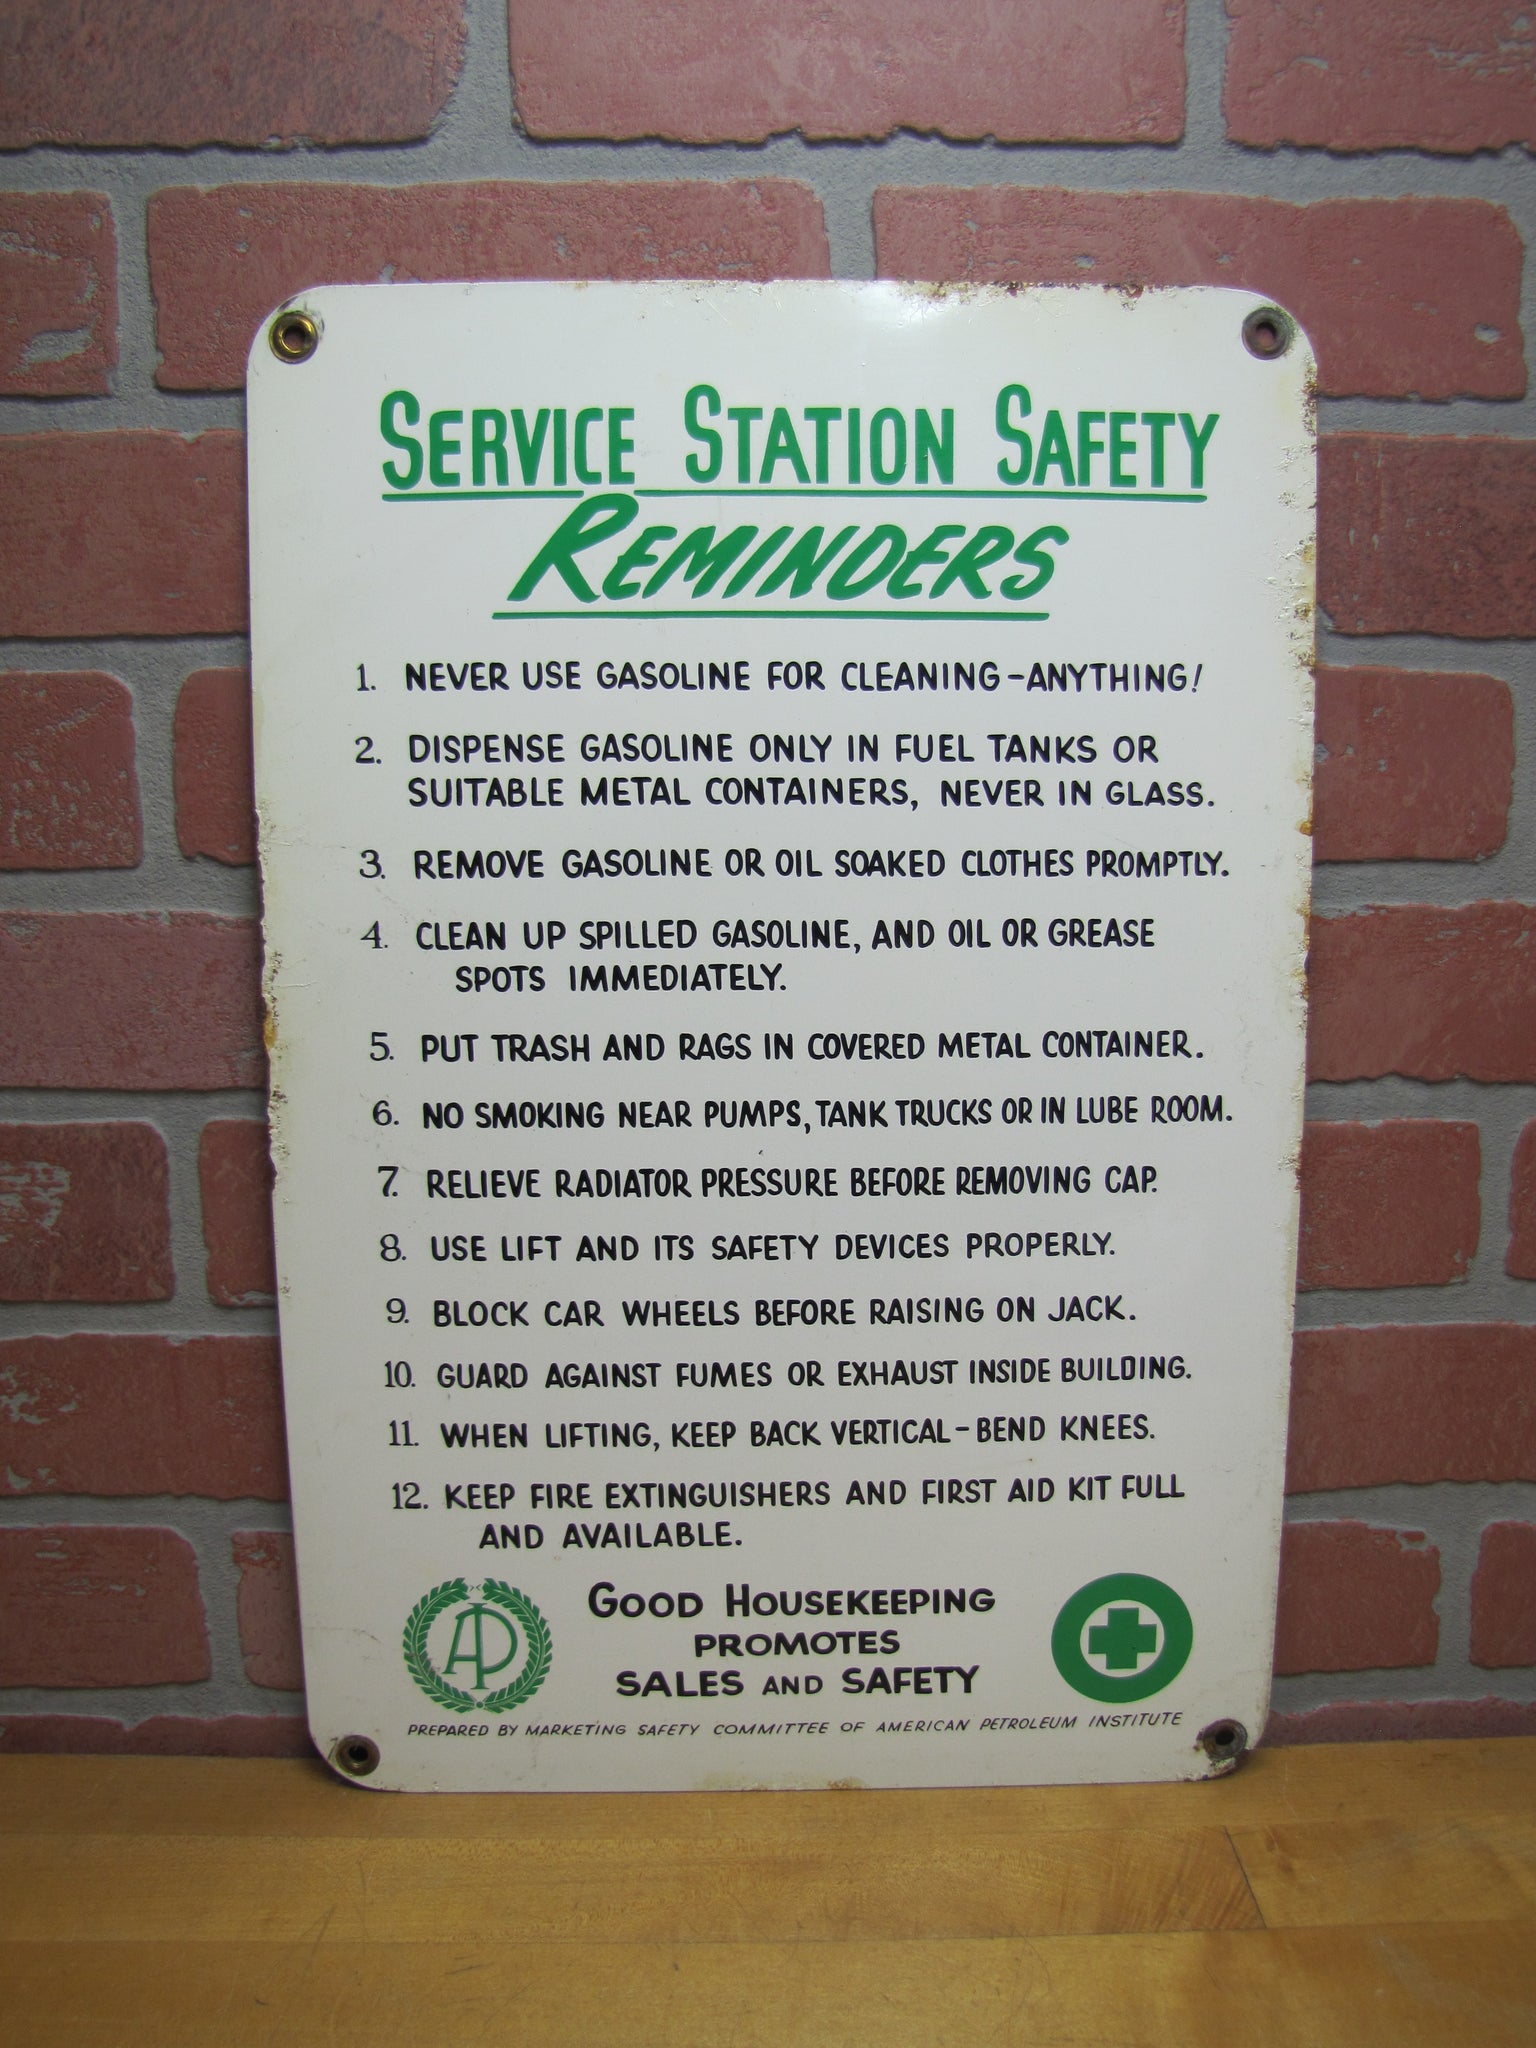 SERVICE STATION SAFETY
REMINDERS
1. NEVER USE GASOLINE FOR CLEANING-ANYTHING!
2. DISPENSE GASOLINE ONLY IN FUEL TANKS OR
SUITABLE METAL CONTAINERS, NEVER IN GLASS.
3. REMOVE GASOLINE OR OIL SOAKED CLOTHES PROMPTLY.
4. CLEAN UP SPILLED GASOLINE, AND OIL OR GREASE
SPOTS IMMEDIATELY.
5. PUT TRASH AND RAGS IN COVERED METAL CONTAINER.
6. NO SMOKING NEAR PUMPS, TANK TRUCKS OR IN LUBE ROOM.
7. RELIEVE RADIATOR PRESSURE BEFORE REMOVING CAP.
8. USE LIFT AND ITS SAFETY DEVICES PROPERLY.
9. BLOCK CAR WHEELS BEFORE RAISING ON JACK.
10. GUARD AGAINST FUMES OR EXHAUST INSIDE BUILDING.
11. WHEN LIFTING, KEEP BACK VERTICAL-BEND KNEES.
12. KEEP FIRE EXTINGUISHERS AND FIRST AID KIT FULL
AND AVAILABLE.
API
GOOD HOUSEKEEPING
PROMOTES
SALES AND SAFETY
PREPARED BY MARKETING SAFETY COMMITTEE OF AMERICAN PETROLEUM INSTITUTE